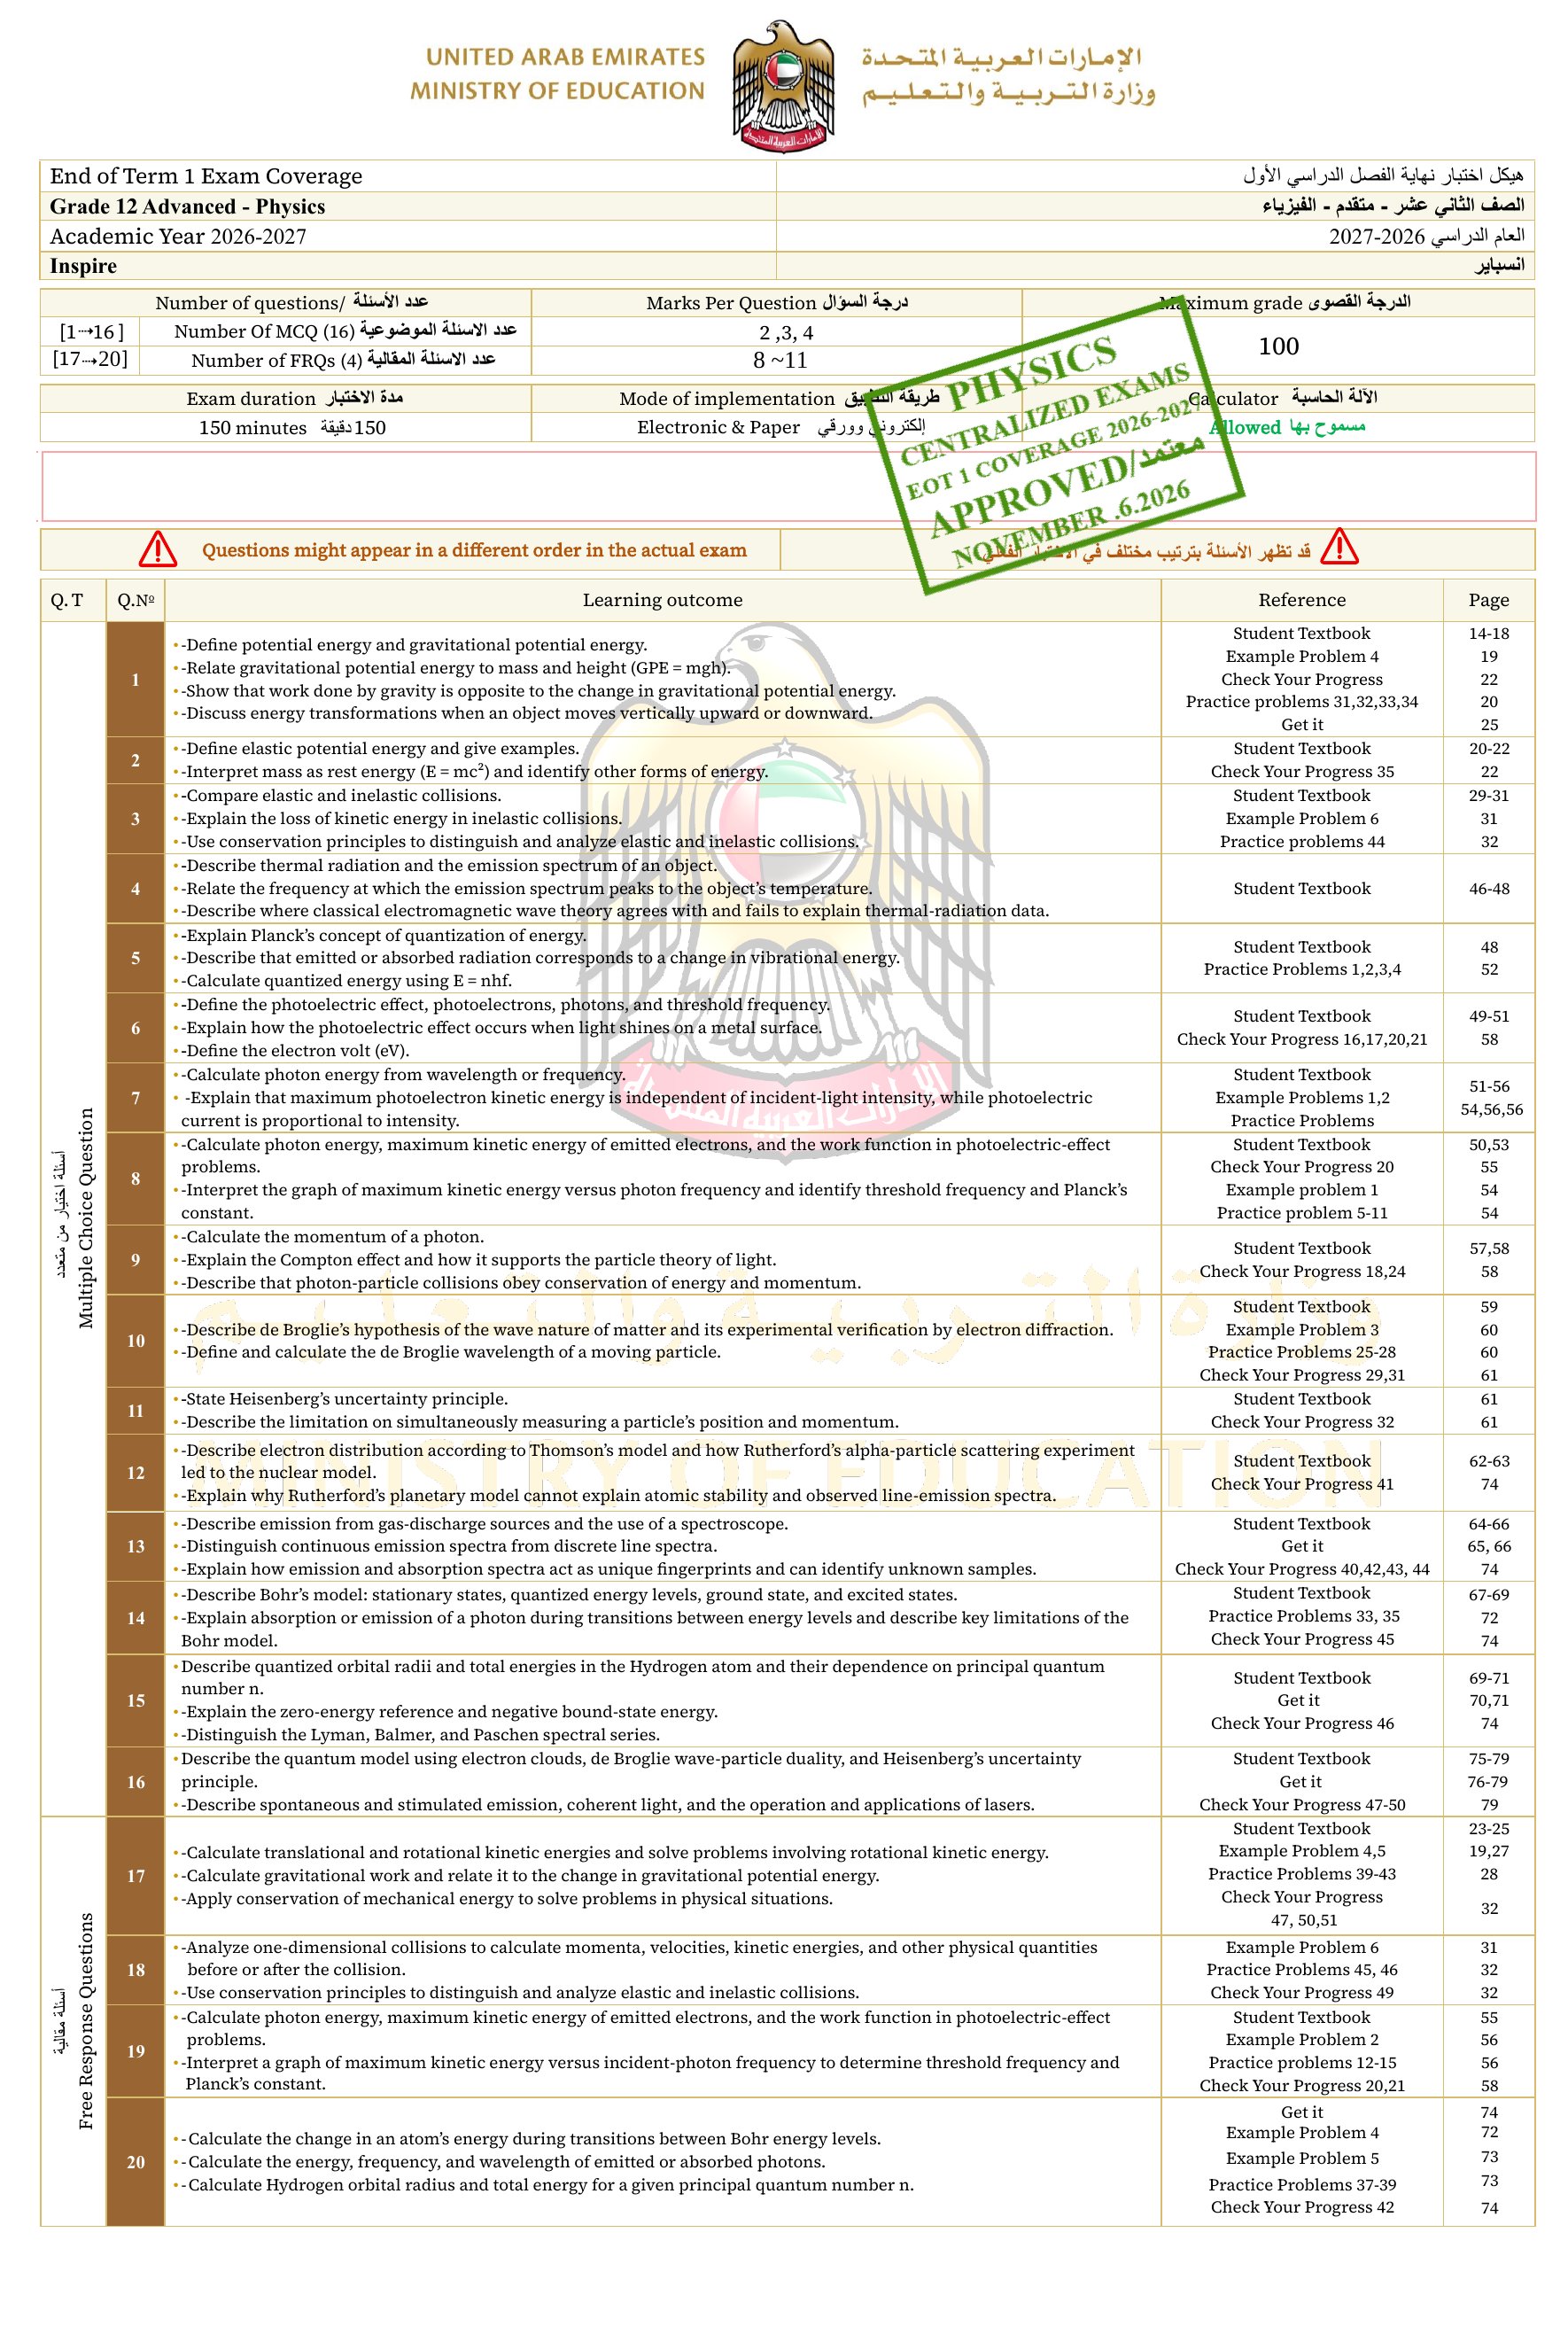 UNITED ARAB EMIRATES
MINISTRY OF EDUCATION
الإمارات العربية المتحدة
وزارة التربية والتعليم
End of Term 1 Exam Coverage
هيكل اختبار نهاية الفصل الدراسي الأول
Grade 12 Advanced - Physics
الصف الثاني عشر - متقدم - الفيزياء
Academic Year 2026-2027
العام الدراسي 2026-2027
Inspire
انسباير
Number of questions/ عدد الأسئلة
Marks Per Question درجة السؤال
Maximum grade الدرجة القصوى
[1⇢16]
Number Of MCQ (16) عدد الاسئلة الموضوعية
2 ,3, 4
100
[17⇢20]
Number of FRQs (4) عدد الاسئلة المقالية
8 ~11
Exam duration مدة الاختبار
Mode of implementation طريقة التطبيق
Calculator الآلة الحاسبة
150 minutes 150 دقيقة
Electronic & Paper إلكتروني وورقي
Allowed مسموح بها
PHYSICS
CENTRALIZED EXAMS
EOT 1 COVERAGE 2026-2027
APPROVED/معتمد
NOVEMBER .6.2026
Questions might appear in a different order in the actual exam
قد تظهر الأسئلة بترتيب مختلف في الاختبار الفعلي
Q. T
Q.Nº
Learning outcome
Reference
Page
أسئلة اختيار من متعدد
Multiple Choice Question
1
•-Define potential energy and gravitational potential energy.
•-Relate gravitational potential energy to mass and height (GPE = mgh).
•-Show that work done by gravity is opposite to the change in gravitational potential energy.
•-Discuss energy transformations when an object moves vertically upward or downward.
Student Textbook 14-18
Example Problem 4 19
Check Your Progress 22
Practice problems 31,32,33,34 20
Get it 25
2
•-Define elastic potential energy and give examples.
•-Interpret mass as rest energy (E = mc²) and identify other forms of energy.
Student Textbook 20-22
Check Your Progress 35 22
3
•-Compare elastic and inelastic collisions.
•-Explain the loss of kinetic energy in inelastic collisions.
•-Use conservation principles to distinguish and analyze elastic and inelastic collisions.
Student Textbook 29-31
Example Problem 6 31
Practice problems 44 32
4
•-Describe thermal radiation and the emission spectrum of an object.
•-Relate the frequency at which the emission spectrum peaks to the object’s temperature.
•-Describe where classical electromagnetic wave theory agrees with and fails to explain thermal-radiation data.
Student Textbook 46-48
5
•-Explain Planck’s concept of quantization of energy.
•-Describe that emitted or absorbed radiation corresponds to a change in vibrational energy.
•-Calculate quantized energy using E = nhf.
Student Textbook 48
Practice Problems 1,2,3,4 52
6
•-Define the photoelectric effect, photoelectrons, photons, and threshold frequency.
•-Explain how the photoelectric effect occurs when light shines on a metal surface.
•-Define the electron volt (eV).
Student Textbook 49-51
Check Your Progress 16,17,20,21 58
7
•-Calculate photon energy from wavelength or frequency.
• -Explain that maximum photoelectron kinetic energy is independent of incident-light intensity, while photoelectric
current is proportional to intensity.
Student Textbook
Example Problems 1,2
Practice Problems
51-56
54,56,56
8
•-Calculate photon energy, maximum kinetic energy of emitted electrons, and the work function in photoelectric-effect
problems.
•-Interpret the graph of maximum kinetic energy versus photon frequency and identify threshold frequency and Planck’s
constant.
Student Textbook 50,53
Check Your Progress 20 55
Example problem 1 54
Practice problem 5-11 54
9
•-Calculate the momentum of a photon.
•-Explain the Compton effect and how it supports the particle theory of light.
•-Describe that photon-particle collisions obey conservation of energy and momentum.
Student Textbook 57,58
Check Your Progress 18,24 58
10
•-Describe de Broglie’s hypothesis of the wave nature of matter and its experimental verification by electron diffraction.
•-Define and calculate the de Broglie wavelength of a moving particle.
Student Textbook 59
Example Problem 3 60
Practice Problems 25-28 60
Check Your Progress 29,31 61
11
•-State Heisenberg’s uncertainty principle.
•-Describe the limitation on simultaneously measuring a particle’s position and momentum.
Student Textbook 61
Check Your Progress 32 61
12
•-Describe electron distribution according to Thomson’s model and how Rutherford’s alpha-particle scattering experiment
led to the nuclear model.
•-Explain why Rutherford’s planetary model cannot explain atomic stability and observed line-emission spectra.
Student Textbook 62-63
Check Your Progress 41 74
13
•-Describe emission from gas-discharge sources and the use of a spectroscope.
•-Distinguish continuous emission spectra from discrete line spectra.
•-Explain how emission and absorption spectra act as unique fingerprints and can identify unknown samples.
Student Textbook 64-66
Get it 65, 66
Check Your Progress 40,42,43, 44 74
14
•-Describe Bohr’s model: stationary states, quantized energy levels, ground state, and excited states.
•-Explain absorption or emission of a photon during transitions between energy levels and describe key limitations of the
Bohr model.
Student Textbook 67-69
Practice Problems 33, 35 72
Check Your Progress 45 74
15
•Describe quantized orbital radii and total energies in the Hydrogen atom and their dependence on principal quantum
number n.
•-Explain the zero-energy reference and negative bound-state energy.
•-Distinguish the Lyman, Balmer, and Paschen spectral series.
Student Textbook 69-71
Get it 70,71
Check Your Progress 46 74
16
•Describe the quantum model using electron clouds, de Broglie wave-particle duality, and Heisenberg’s uncertainty
principle.
•-Describe spontaneous and stimulated emission, coherent light, and the operation and applications of lasers.
Student Textbook 75-79
Get it 76-79
Check Your Progress 47-50 79
أسئلة مقالية
Free Response Questions
17
•-Calculate translational and rotational kinetic energies and solve problems involving rotational kinetic energy.
•-Calculate gravitational work and relate it to the change in gravitational potential energy.
•-Apply conservation of mechanical energy to solve problems in physical situations.
Student Textbook 23-25
Example Problem 4,5 19,27
Practice Problems 39-43 28
Check Your Progress
47, 50,51
32
18
•-Analyze one-dimensional collisions to calculate momenta, velocities, kinetic energies, and other physical quantities
before or after the collision.
•-Use conservation principles to distinguish and analyze elastic and inelastic collisions.
Example Problem 6 31
Practice Problems 45, 46 32
Check Your Progress 49 32
19
•-Calculate photon energy, maximum kinetic energy of emitted electrons, and the work function in photoelectric-effect
problems.
•-Interpret a graph of maximum kinetic energy versus incident-photon frequency to determine threshold frequency and
Planck’s constant.
Student Textbook 55
Example Problem 2 56
Practice problems 12-15 56
Check Your Progress 20,21 58
20
•-Calculate the change in an atom’s energy during transitions between Bohr energy levels.
•-Calculate the energy, frequency, and wavelength of emitted or absorbed photons.
•-Calculate Hydrogen orbital radius and total energy for a given principal quantum number n.
Get it 74
Example Problem 4 72
Example Problem 5 73
Practice Problems 37-39 73
Check Your Progress 42 74
وزارة التربية والتعليم
MINISTRY OF EDUCATION
الإمارات العربية المتحدة